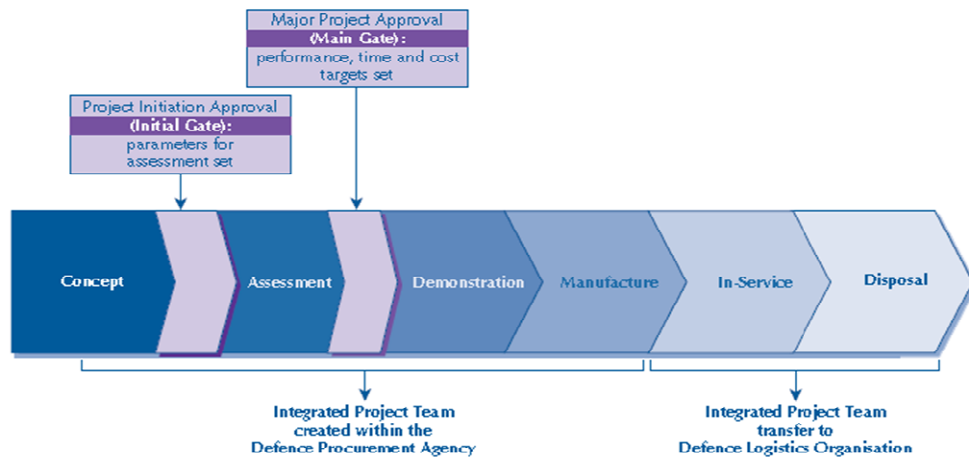 Major Project Approval
(Main Gate):
performance, time and cost
targets set
Project Initiation Approval
(Initial Gate):
parameters for
assessment set
Concept
Assessment
Demonstration
Manufacture
In-Service
Disposal
Integrated Project Team
created within the
Defence Procurement Agency
Integrated Project Team
transfer to
Defence Logistics Organisation